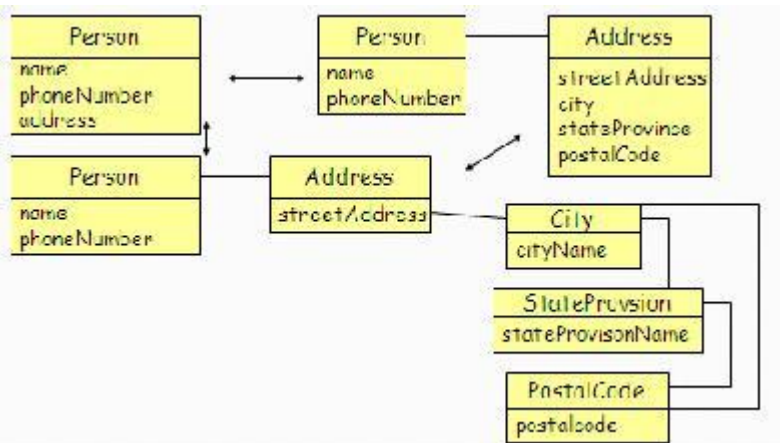 Person
name
phoneNumber
address
Person
name
phoneNumber
Address
streetAddress
city
stateProvince
postalCode
Person
name
phoneNumber
Address
streetAddress
City
cityName
StateProvsion
stateProvisonName
PostalCode
postalcode